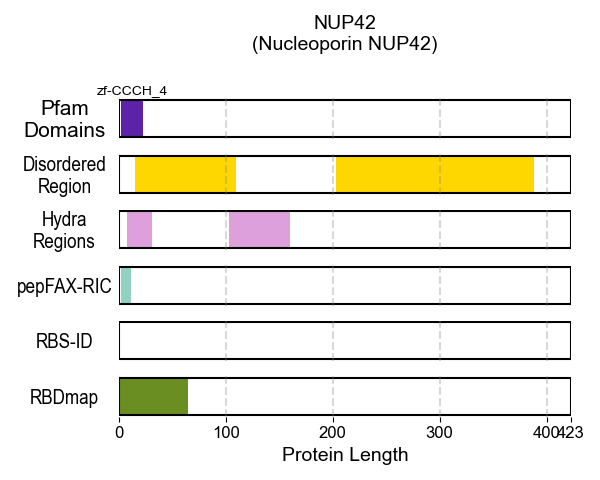 NUP42
(Nucleoporin NUP42)
zf-CCCH_4
Pfam
Domains
Disordered
Region
Hydra
Regions
pepFAX-RIC
RBS-ID
RBDmap
0 100 200 300 400 423
Protein Length